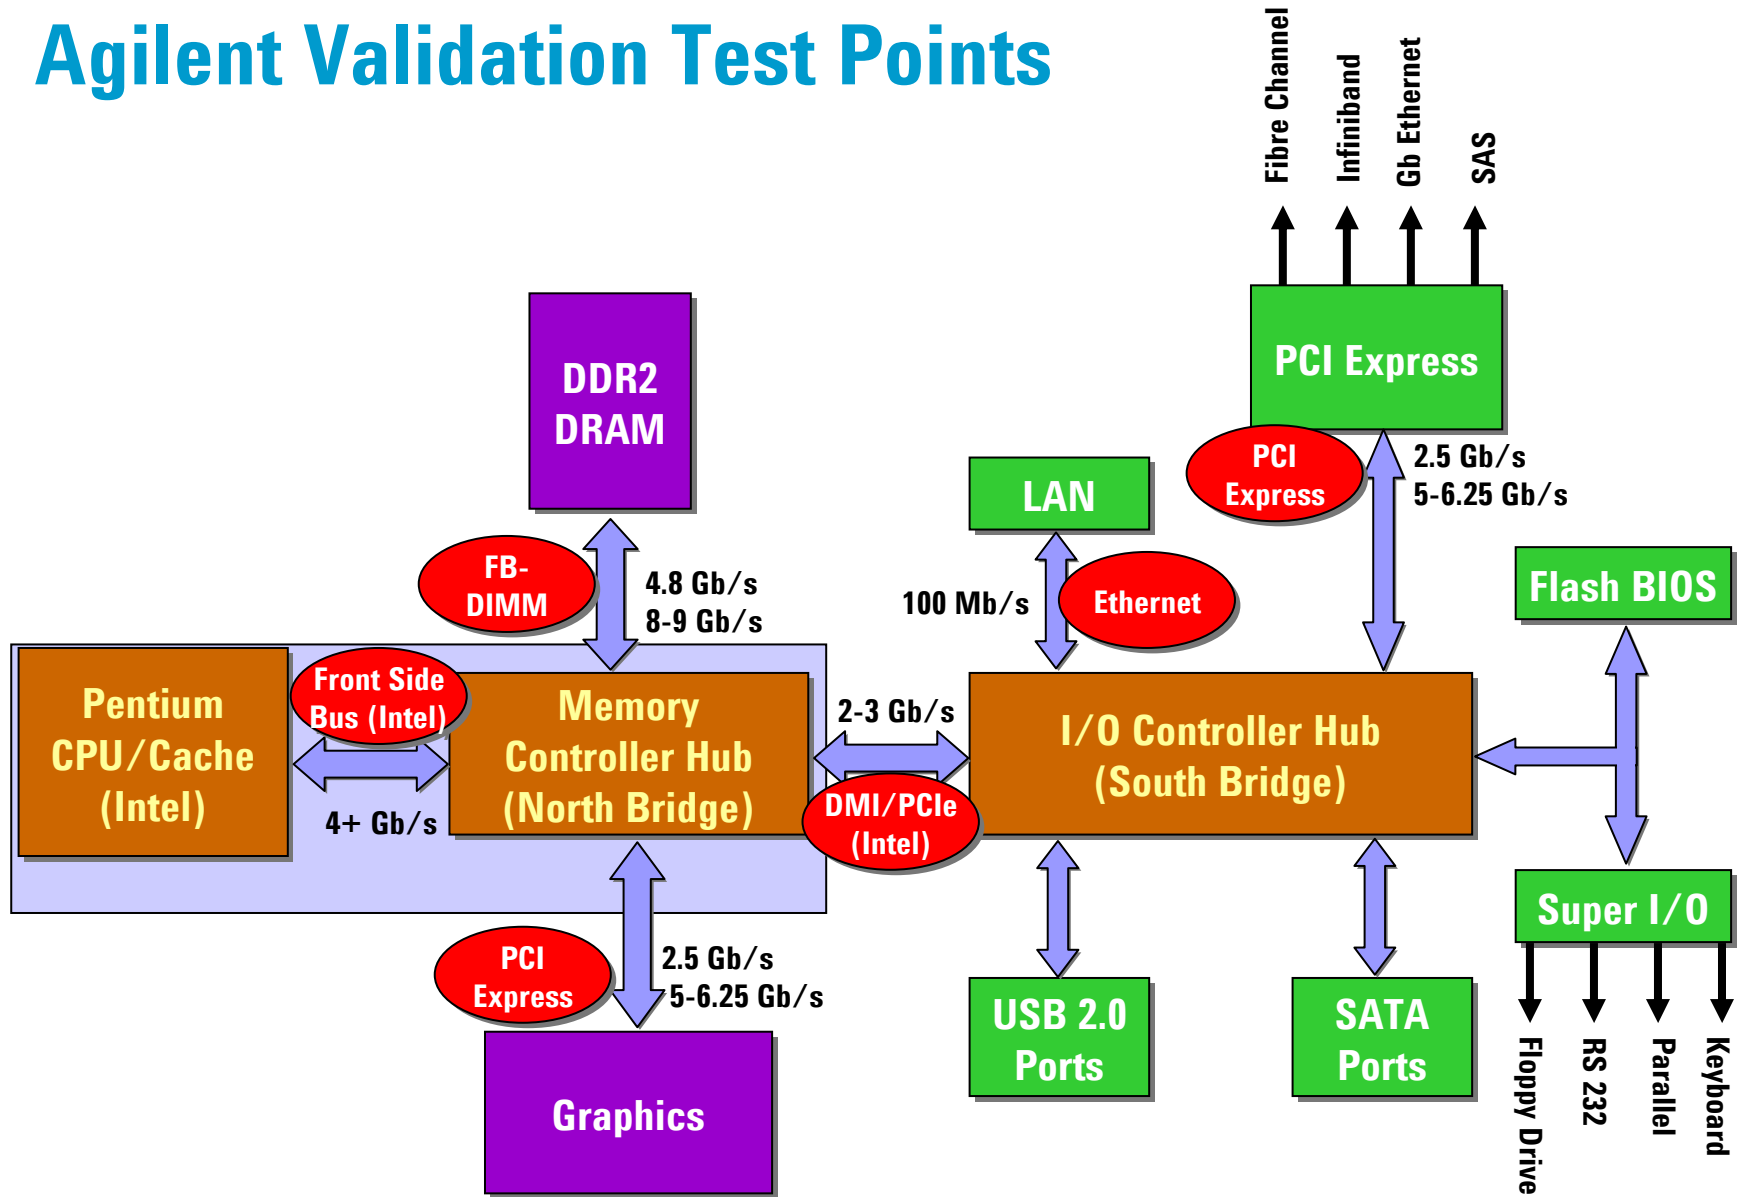 Agilent Validation Test Points
Fibre Channel
Infiniband
Gb Ethernet
SAS
PCI Express
PCI
Express
2.5 Gb/s
5-6.25 Gb/s
DDR2
DRAM
FB-
DIMM
4.8 Gb/s
8-9 Gb/s
LAN
100 Mb/s
Ethernet
Flash BIOS
Pentium
CPU/Cache
(Intel)
Front Side
Bus (Intel)
4+ Gb/s
Memory
Controller Hub
(North Bridge)
2-3 Gb/s
DMI/PCIe
(Intel)
I/O Controller Hub
(South Bridge)
PCI
Express
2.5 Gb/s
5-6.25 Gb/s
Graphics
USB 2.0
Ports
SATA
Ports
Super I/O
Floppy Drive
RS 232
Parallel
Keyboard